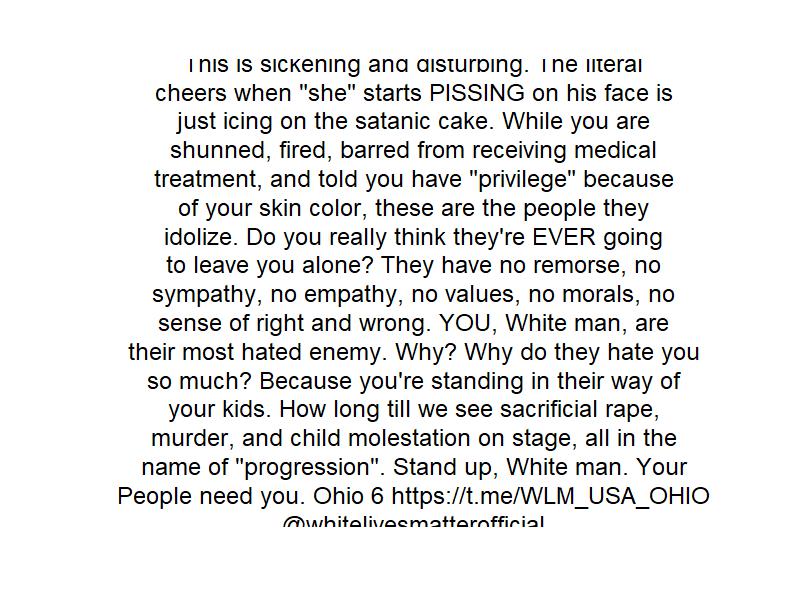 This is sickening and disturbing. The literal
cheers when "she" starts PISSING on his face is
just icing on the satanic cake. While you are
shunned, fired, barred from receiving medical
treatment, and told you have "privilege" because
of your skin color, these are the people they
idolize. Do you really think they're EVER going
to leave you alone? They have no remorse, no
sympathy, no empathy, no values, no morals, no
sense of right and wrong. YOU, White man, are
their most hated enemy. Why? Why do they hate you
so much? Because you're standing in their way of
your kids. How long till we see sacrificial rape,
murder, and child molestation on stage, all in the
name of "progression". Stand up, White man. Your
People need you. Ohio 6 https://t.me/WLM_USA_OHIO
@whitelivesmatterofficial